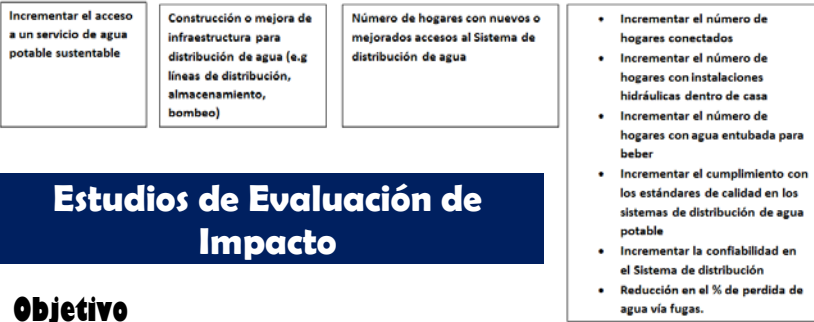 Incrementar el acceso
a un servicio de agua
potable sustentable
Construcción o mejora de
infraestructura para
distribución de agua (e.g
líneas de distribución,
almacenamiento,
bombeo)
Número de hogares con nuevos o
mejorados accesos al Sistema de
distribución de agua
• Incrementar el número de
hogares conectados
• Incrementar el número de
hogares con instalaciones
hidráulicas dentro de casa
• Incrementar el número de
hogares con agua entubada para
beber
• Incrementar el cumplimiento con
los estándares de calidad en los
sistemas de distribución de agua
potable
• Incrementar la confiabilidad en
el Sistema de distribución
• Reducción en el % de perdida de
agua vía fugas.
Estudios de Evaluación de
Impacto
Objetivo